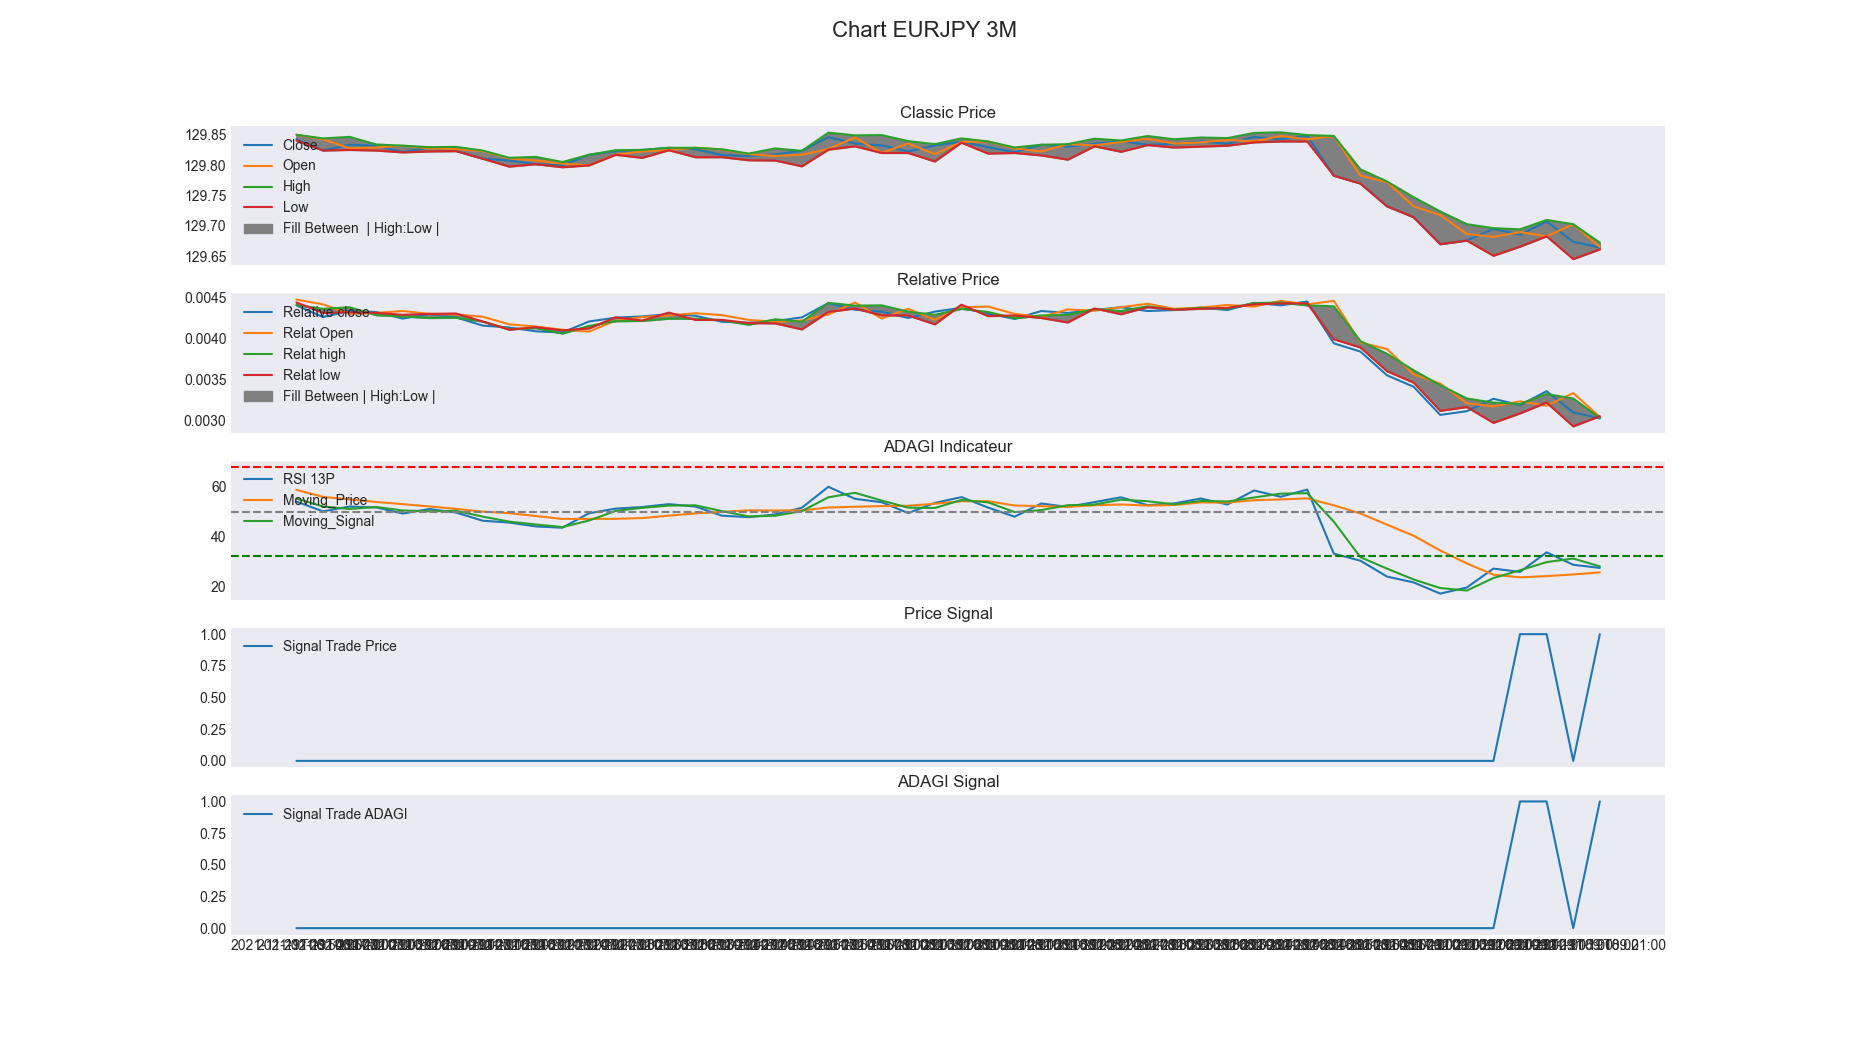 Chart EURJPY 3M
Classic Price
129.85
129.80
129.75
129.70
129.65
Close
Open
High
Low
Fill Between | High:Low |
Relative Price
0.0045
0.0040
0.0035
0.0030
Relative close
Relat Open
Relat high
Relat low
Fill Between | High:Low |
ADAGI Indicateur
60
40
20
RSI 13P
Moving_Price
Moving_Signal
Price Signal
1.00
0.75
0.50
0.25
0.00
Signal Trade Price
ADAGI Signal
1.00
0.75
0.50
0.25
0.00
Signal Trade ADAGI